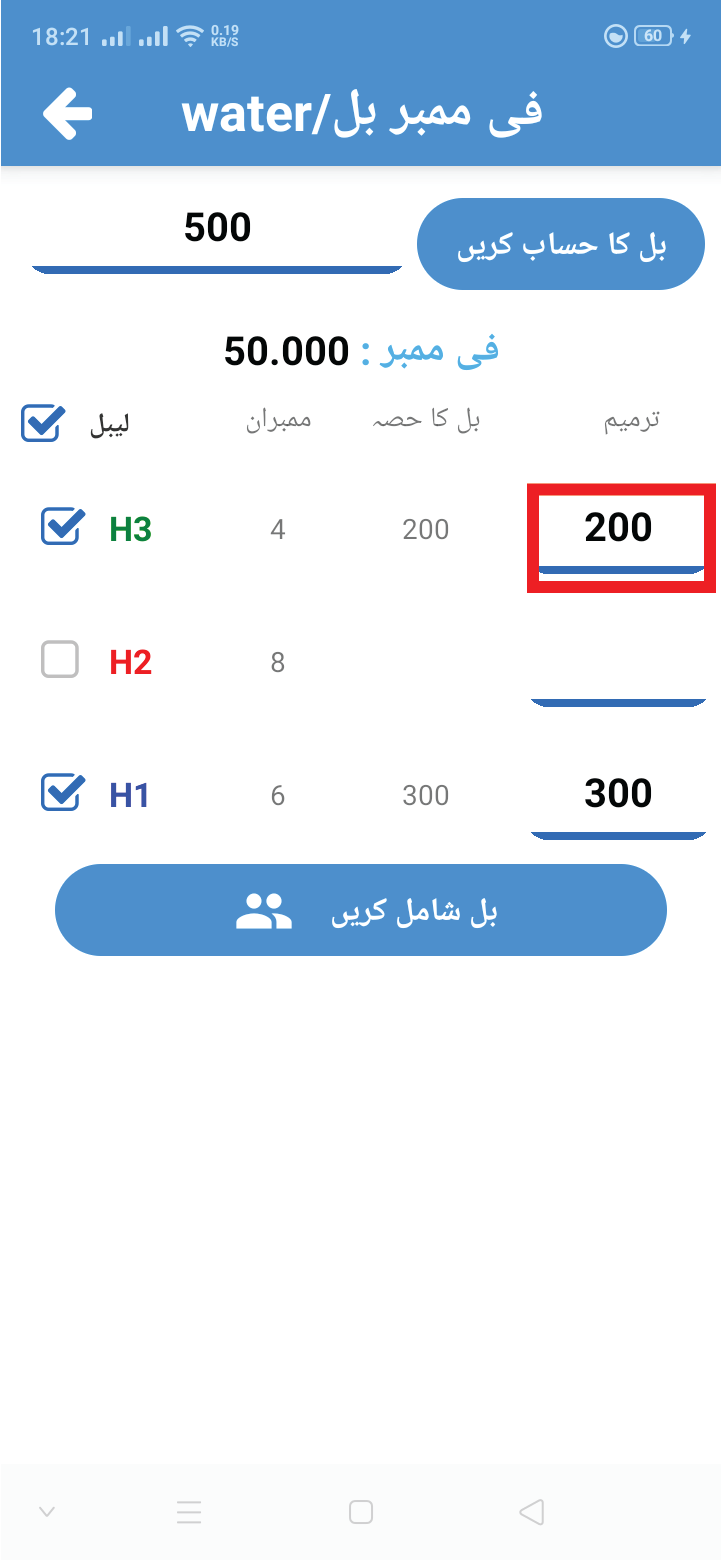 18:21 0.19 KB/S 60
فی ممبر بل/water
500 بل کا حساب کریں
فی ممبر : 50.000
لیبل ممبران بل کا حصہ ترمیم
H3 4 200 200
H2 8
H1 6 300 300
بل شامل کریں